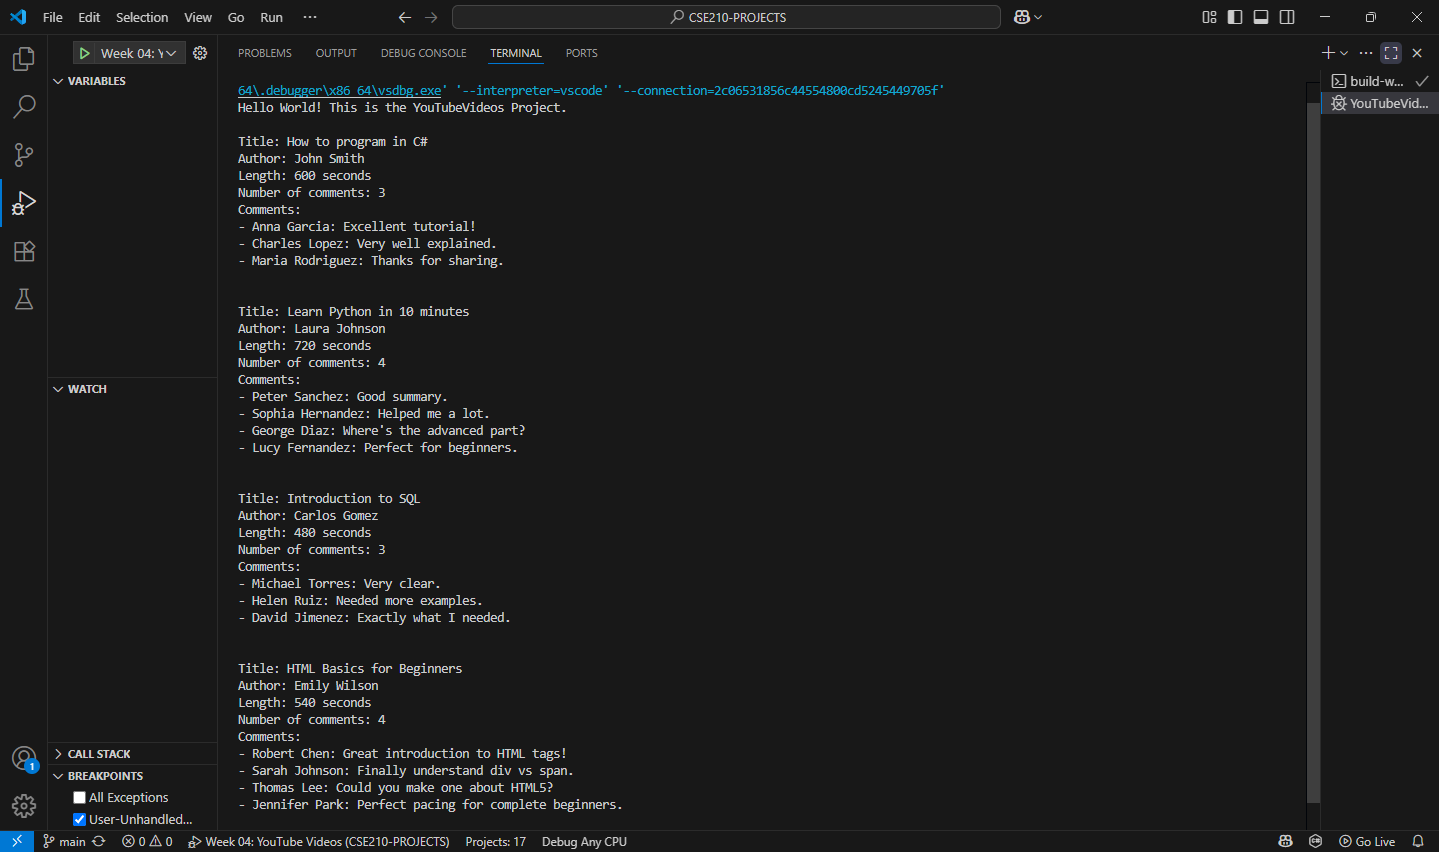 File Edit Selection View Go Run ··· CSE210-PROJECTS
Week 04: Y
PROBLEMS OUTPUT DEBUG CONSOLE TERMINAL PORTS
VARIABLES
WATCH
CALL STACK
BREAKPOINTS
All Exceptions
User-Unhandled...
1
64\.debugger\x86_64\vsdbg.exe' '--interpreter=vscode' '--connection=2c06531856c44554800cd5245449705f'
Hello World! This is the YouTubeVideos Project.
Title: How to program in C#
Author: John Smith
Length: 600 seconds
Number of comments: 3
Comments:
- Anna Garcia: Excellent tutorial!
- Charles Lopez: Very well explained.
- Maria Rodriguez: Thanks for sharing.
Title: Learn Python in 10 minutes
Author: Laura Johnson
Length: 720 seconds
Number of comments: 4
Comments:
- Peter Sanchez: Good summary.
- Sophia Hernandez: Helped me a lot.
- George Diaz: Where's the advanced part?
- Lucy Fernandez: Perfect for beginners.
Title: Introduction to SQL
Author: Carlos Gomez
Length: 480 seconds
Number of comments: 3
Comments:
- Michael Torres: Very clear.
- Helen Ruiz: Needed more examples.
- David Jimenez: Exactly what I needed.
Title: HTML Basics for Beginners
Author: Emily Wilson
Length: 540 seconds
Number of comments: 4
Comments:
- Robert Chen: Great introduction to HTML tags!
- Sarah Johnson: Finally understand div vs span.
- Thomas Lee: Could you make one about HTML5?
- Jennifer Park: Perfect pacing for complete beginners.
build-w...
YouTubeVid...
main 0 0 Week 04: YouTube Videos (CSE210-PROJECTS) Projects: 17 Debug Any CPU Go Live